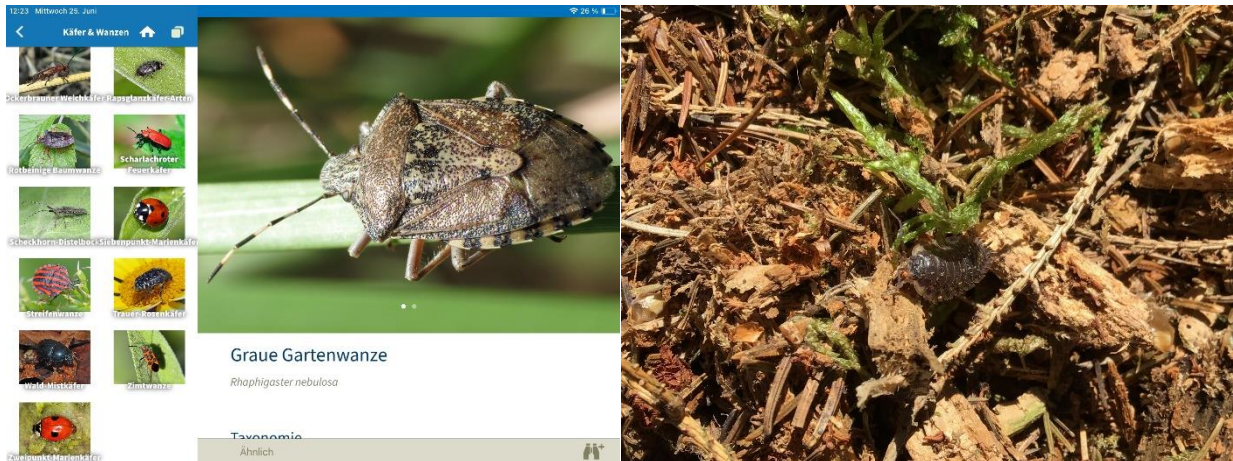 12:23 Mittwoch 25. Juni
26 %
Käfer & Wanzen
Ockerbrauner Weichkäfer
Rapsglanzkäfer-Arten
Rotbeinige Baumwanze
Scharlachroter
Feuerkäfer
Scheckhorn-Distelbock
Siebenpunkt-Marienkäfer
Streifenwanze
Trauer-Rosenkäfer
Wald-Mistkäfer
Zimtwanze
Zweipunkt-Marienkäfer
Graue Gartenwanze
Rhaphigaster nebulosa
Taxonomie
Ähnlich